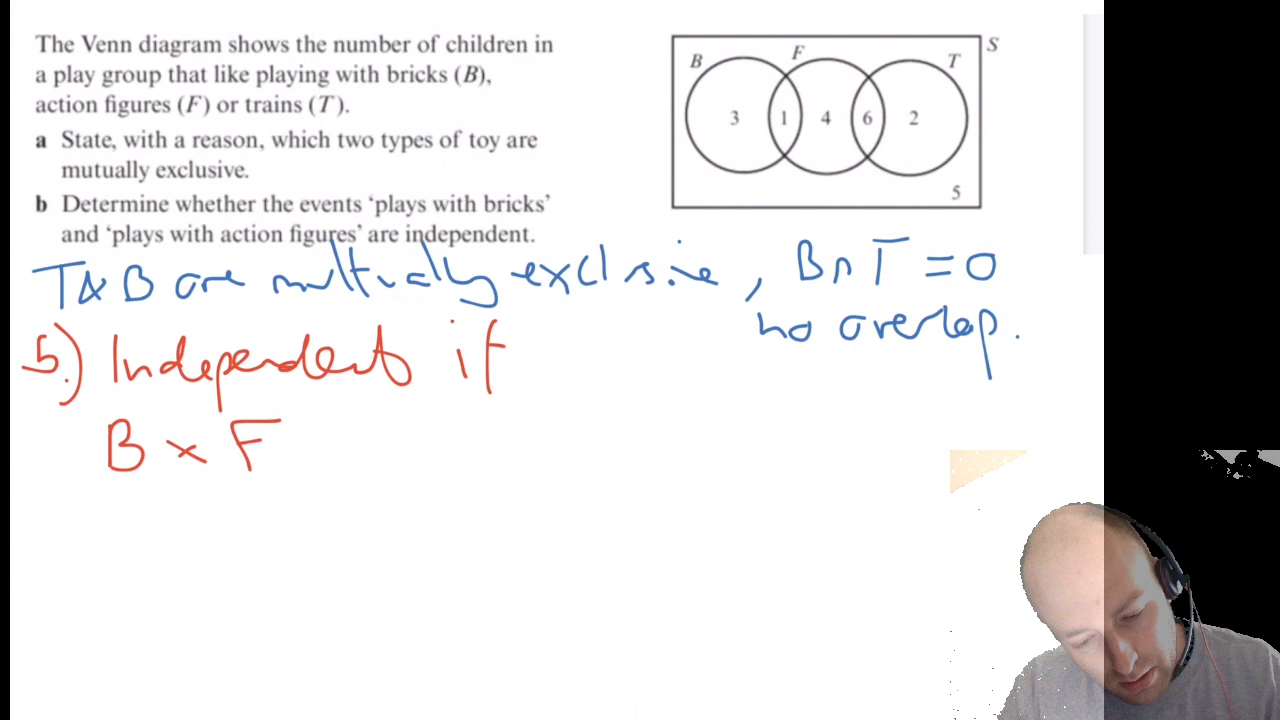 The Venn diagram shows the number of children in
a play group that like playing with bricks (B),
action figures (F) or trains (T).
a State, with a reason, which two types of toy are
mutually exclusive.
b Determine whether the events ‘plays with bricks’
and ‘plays with action figures’ are independent.
B F T S
3 1 4 6 2
5
T & B are mutually exclusive, B∩T = 0
no overlap.
b.) Independent if
B × F